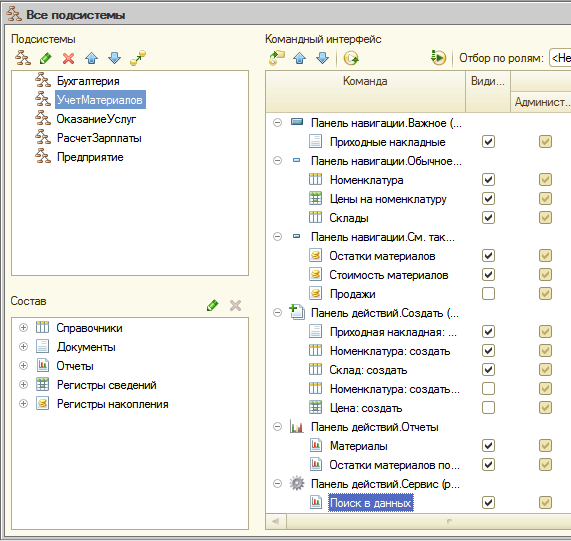 Все подсистемы
Подсистемы
Бухгалтерия
УчетМатериалов
ОказаниеУслуг
РасчетЗарплаты
Предприятие
Состав
Справочники
Документы
Отчеты
Регистры сведений
Регистры накопления
Командный интерфейс
Отбор по ролям: <Не
Команда Види...
Админист...
Панель навигации.Важное (...
Приходные накладные
Панель навигации.Обычное...
Номенклатура
Цены на номенклатуру
Склады
Панель навигации.См. так...
Остатки материалов
Стоимость материалов
Продажи
Панель действий.Создать (...
Приходная накладная: ...
Номенклатура: создать
Склад: создать
Номенклатура: создать...
Цена: создать
Панель действий.Отчеты
Материалы
Остатки материалов по...
Панель действий.Сервис (р...
Поиск в данных